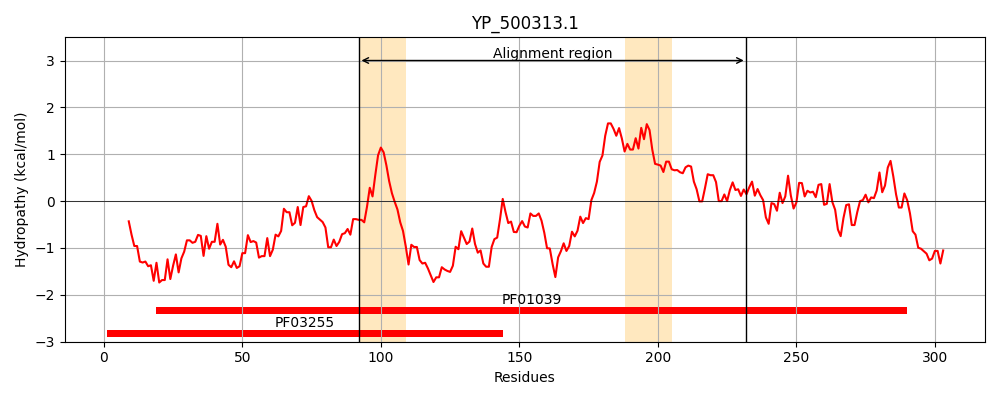 YP_500313.1
Alignment region
3
2
1
0
−1
−2
−3
Hydropathy (kcal/mol)
PF01039
PF03255
0 50 100 150 200 250 300
Residues